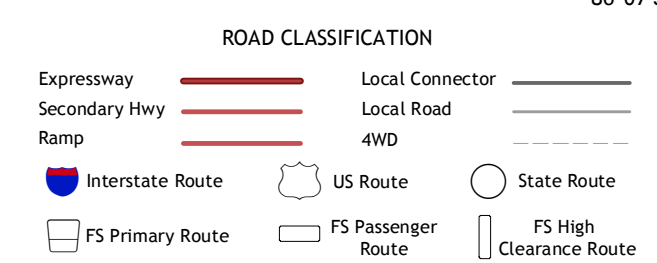 ROAD CLASSIFICATION
Expressway
Local Connector
Secondary Hwy
Local Road
Ramp
4WD
Interstate Route
US Route
State Route
FS Primary Route
FS Passenger
Route
FS High
Clearance Route